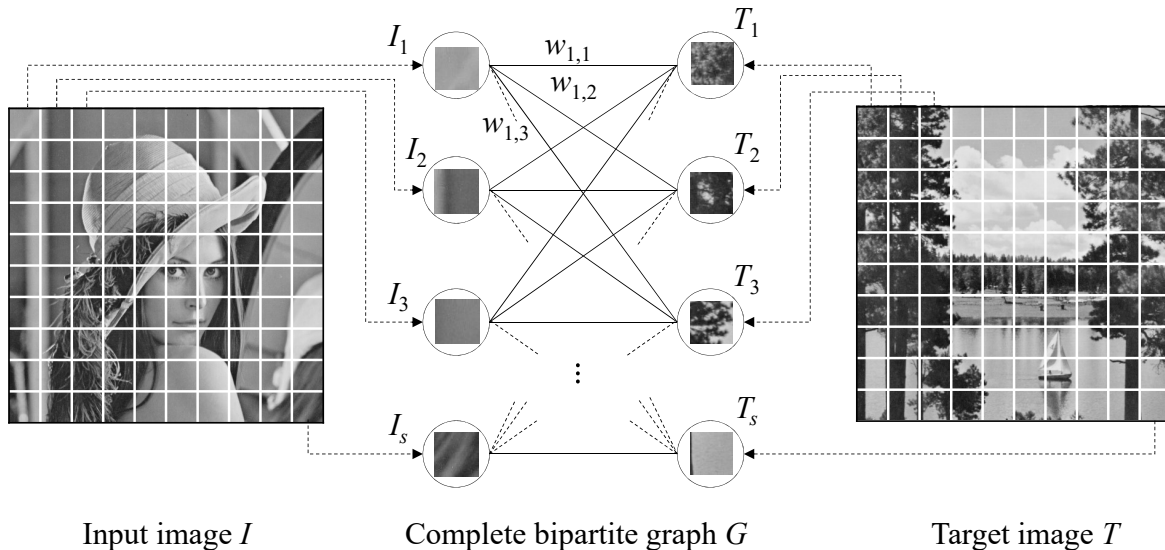 I₁
T₁
w₁,₁
w₁,₂
w₁,₃
I₂
T₂
I₃
T₃
⋮
Iₛ
Tₛ
Input image I
Complete bipartite graph G
Target image T